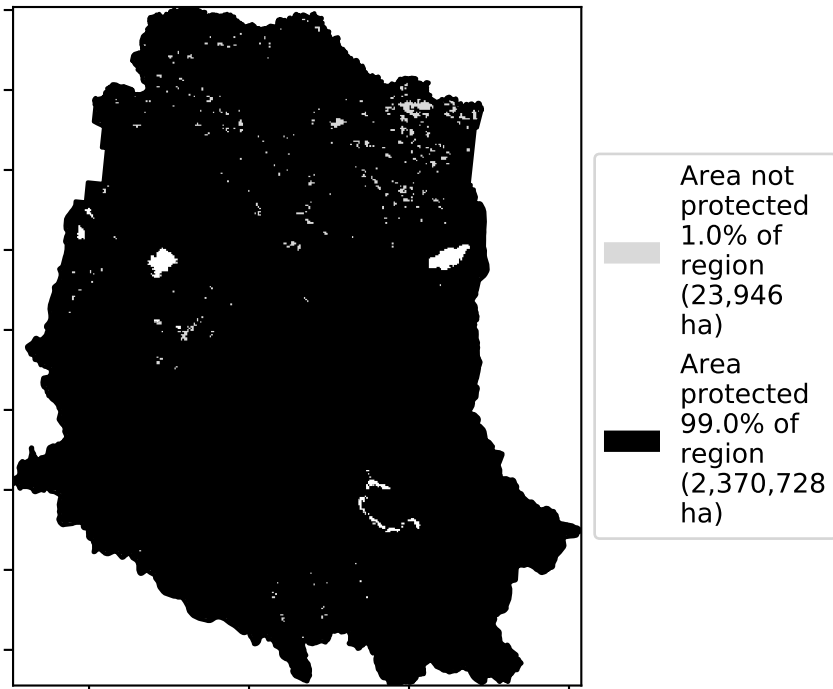 Area not
protected
1.0% of
region
(23,946
ha)
Area
protected
99.0% of
region
(2,370,728
ha)